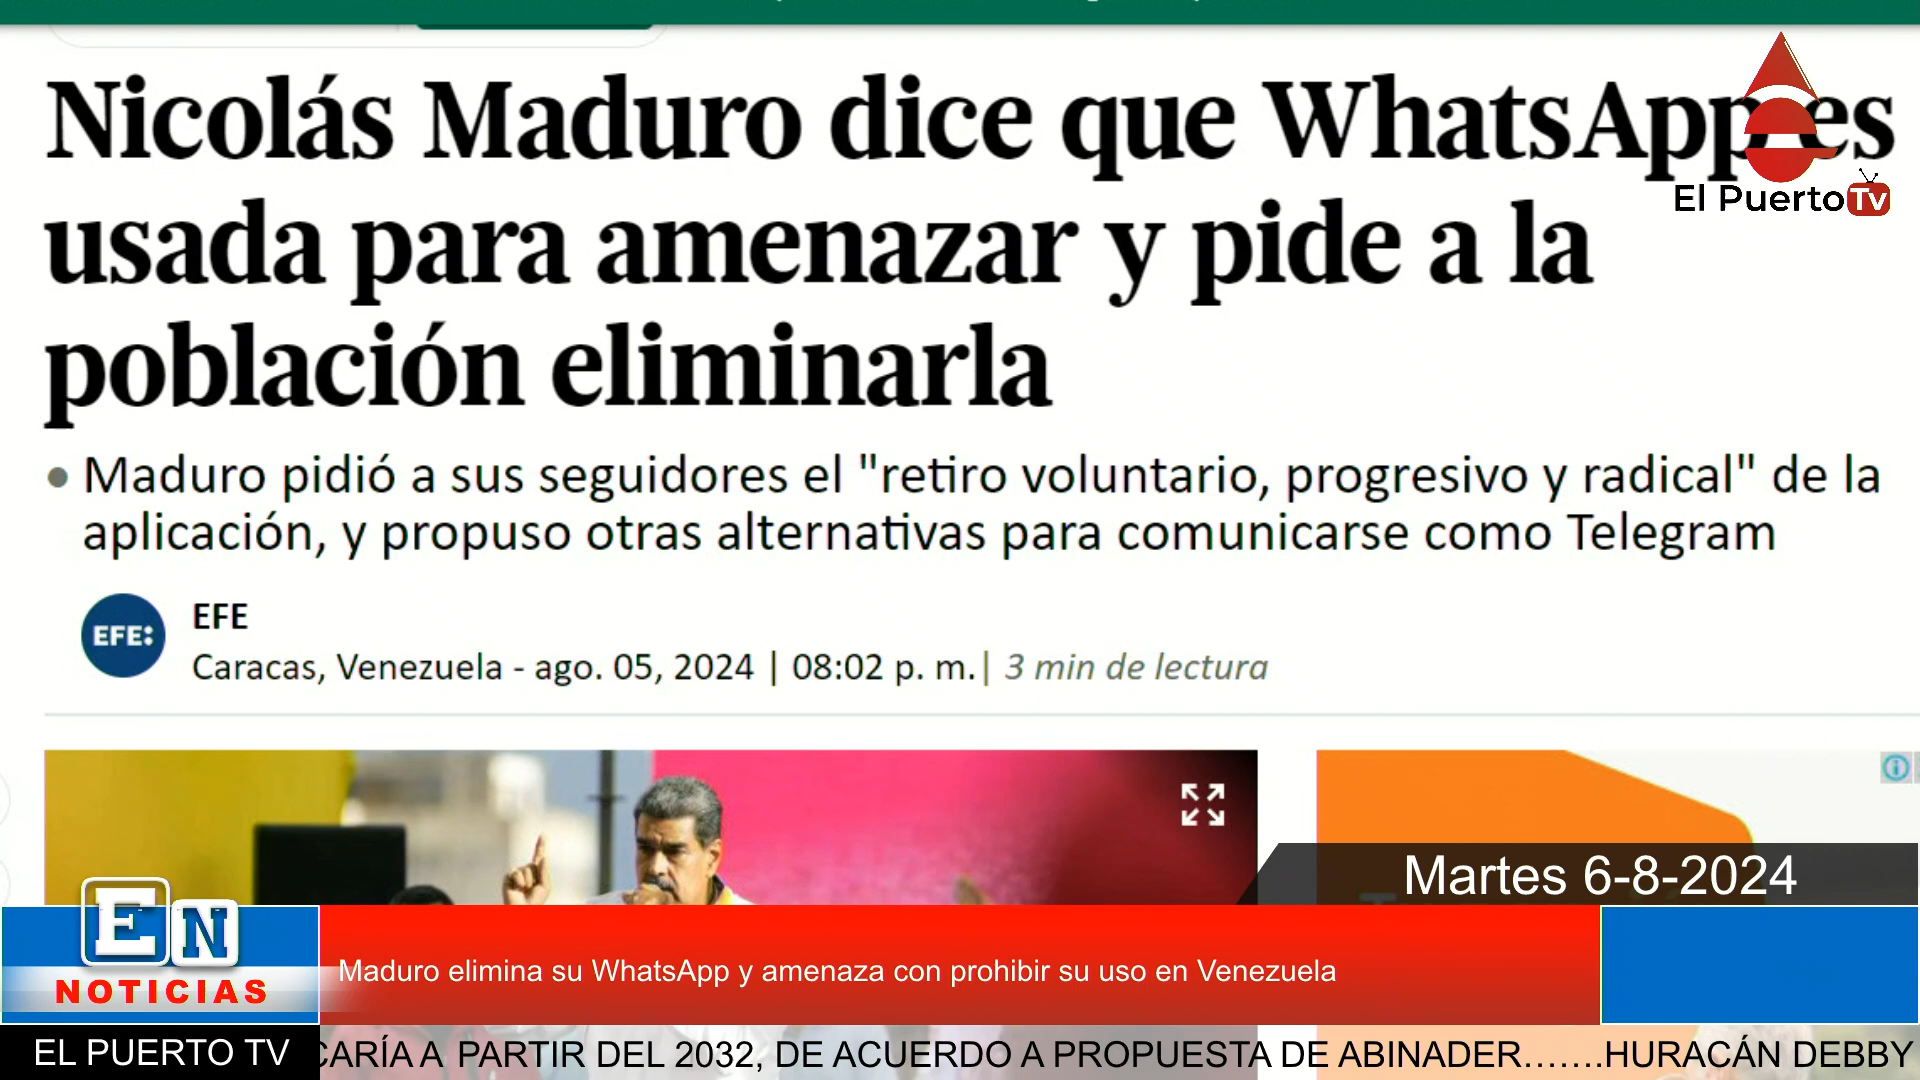 Nicolás Maduro dice que WhatsApp es
usada para amenazar y pide a la
población eliminarla
El Puerto Tv
• Maduro pidió a sus seguidores el "retiro voluntario, progresivo y radical" de la
aplicación, y propuso otras alternativas para comunicarse como Telegram
EFE:
EFE
Caracas, Venezuela - ago. 05, 2024 | 08:02 p. m.| 3 min de lectura
Martes 6-8-2024
EN
NOTICIAS
Maduro elimina su WhatsApp y amenaza con prohibir su uso en Venezuela
EL PUERTO TV
CARÍA A PARTIR DEL 2032, DE ACUERDO A PROPUESTA DE ABINADER.......HURACÁN DEBBY